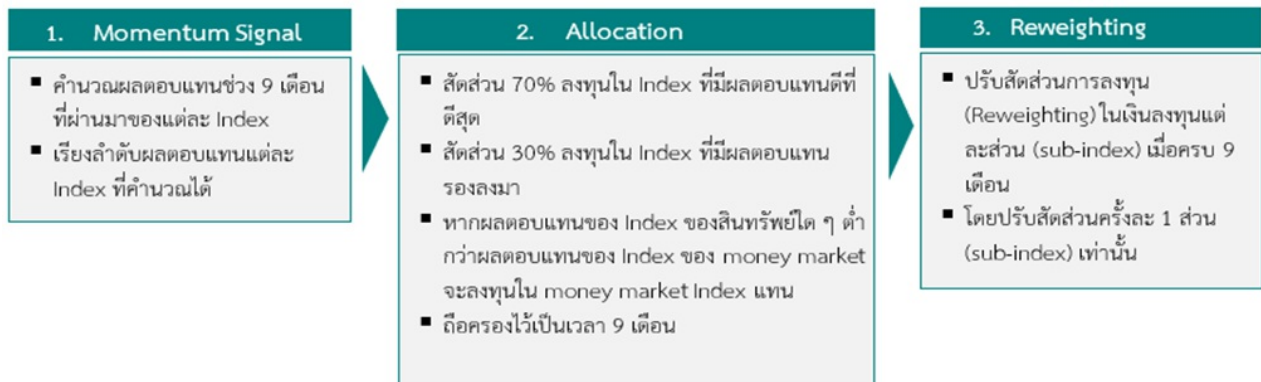 1. Momentum Signal
■ คำนวณผลตอบแทนช่วง 9 เดือน
ที่ผ่านมาของแต่ละ Index
■ เรียงลำดับผลตอบแทนแต่ละ
Index ที่คำนวณได้
2. Allocation
■ สัดส่วน 70% ลงทุนใน Index ที่มีผลตอบแทนดีที่
ดีสุด
■ สัดส่วน 30% ลงทุนใน Index ที่มีผลตอบแทน
รองลงมา
■ หากผลตอบแทนของ Index ของสินทรัพย์ใด ๆ ต่ำ
กว่าผลตอบแทนของ Index ของ money market
จะลงทุนใน money market Index แทน
■ ถือครองไว้เป็นเวลา 9 เดือน
3. Reweighting
■ ปรับสัดส่วนการลงทุน
(Reweighting) ในเงินลงทุนแต่
ละส่วน (sub-index) เมื่อครบ 9
เดือน
■ โดยปรับสัดส่วนครั้งละ 1 ส่วน
(sub-index) เท่านั้น